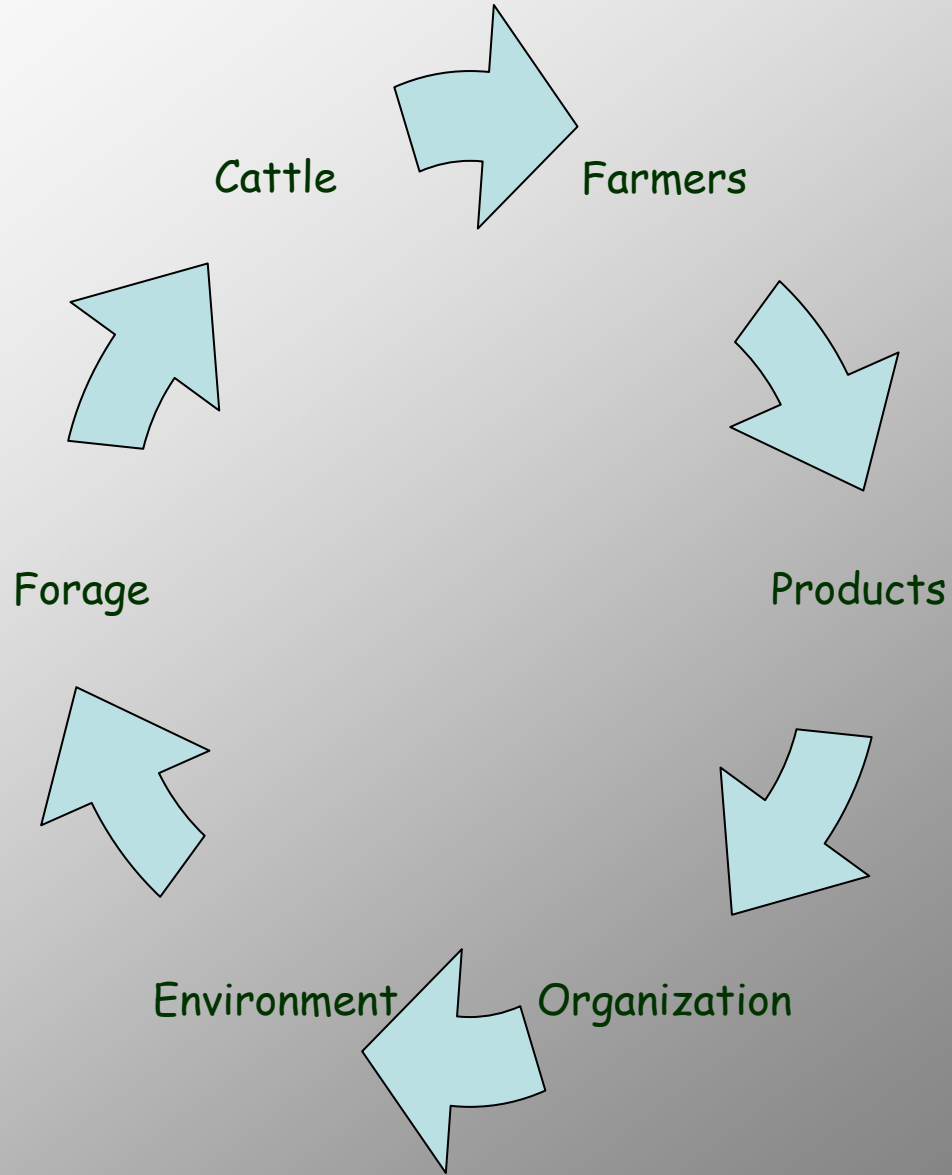 Cattle
Farmers
Forage
Products
Environment
Organization